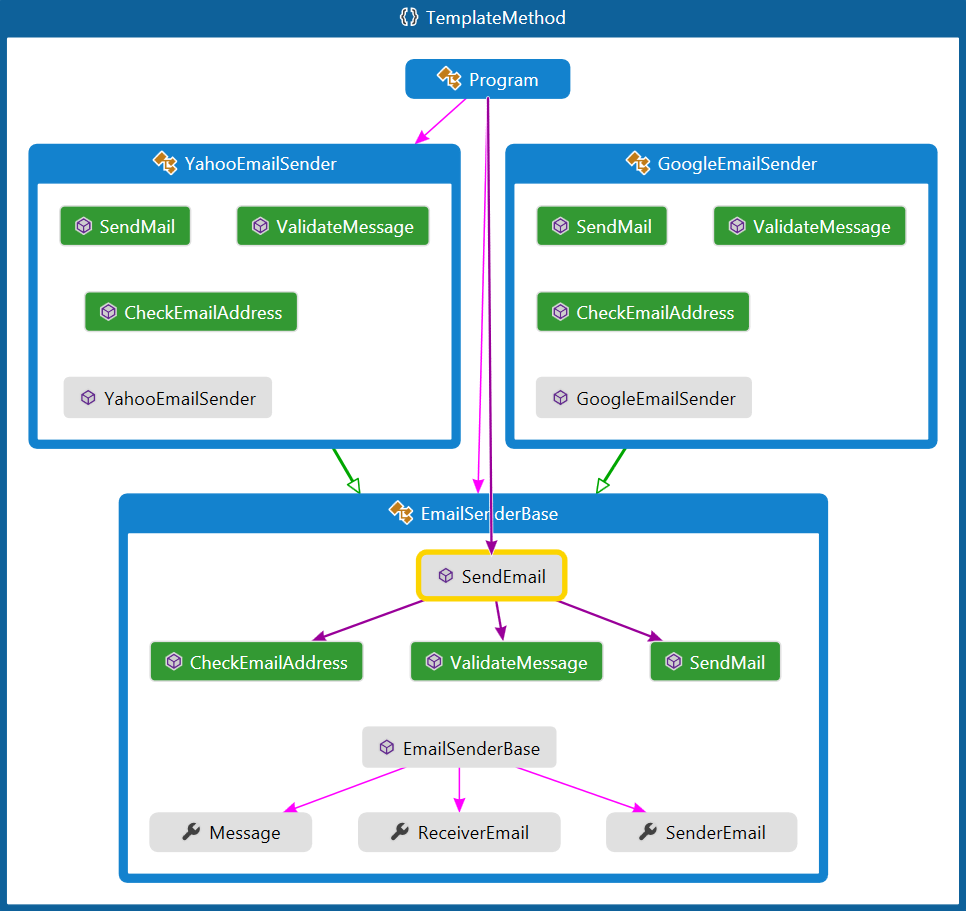 TemplateMethod
Program
YahooEmailSender
GoogleEmailSender
SendMail
ValidateMessage
SendMail
ValidateMessage
CheckEmailAddress
CheckEmailAddress
YahooEmailSender
GoogleEmailSender
EmailSenderBase
SendEmail
CheckEmailAddress
ValidateMessage
SendMail
EmailSenderBase
Message
ReceiverEmail
SenderEmail